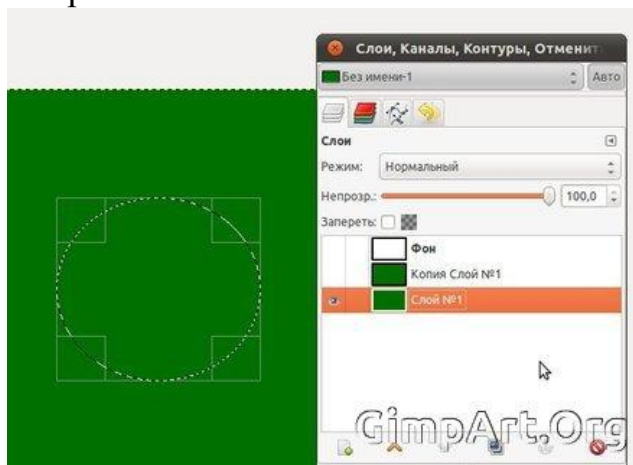 Слои, Каналы, Контуры, Отменит
Без имени-1
Авто
Слои
Режим: Нормальный
Непрозр.: 100,0
Запереть:
Фон
Копия Слой №1
Слой №1
GimpArt.Org